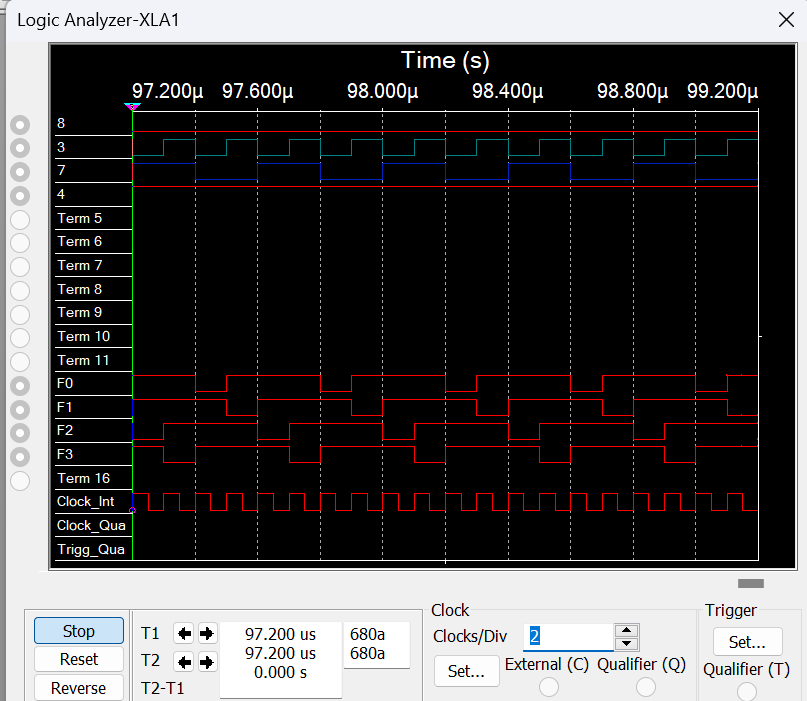 Logic Analyzer-XLA1
Time (s)
97.200µ 97.600µ 98.000µ 98.400µ 98.800µ 99.200µ
8
3
7
4
Term 5
Term 6
Term 7
Term 8
Term 9
Term 10
Term 11
F0
F1
F2
F3
Term 16
Clock_Int
Clock_Qua
Trigg_Qua
Stop
Reset
Reverse
T1
T2
T2-T1
97.200 us
97.200 us
0.000 s
680a
680a
Clock
Clocks/Div 2
Set...
External (C) Qualifier (Q)
Trigger
Set...
Qualifier (T)